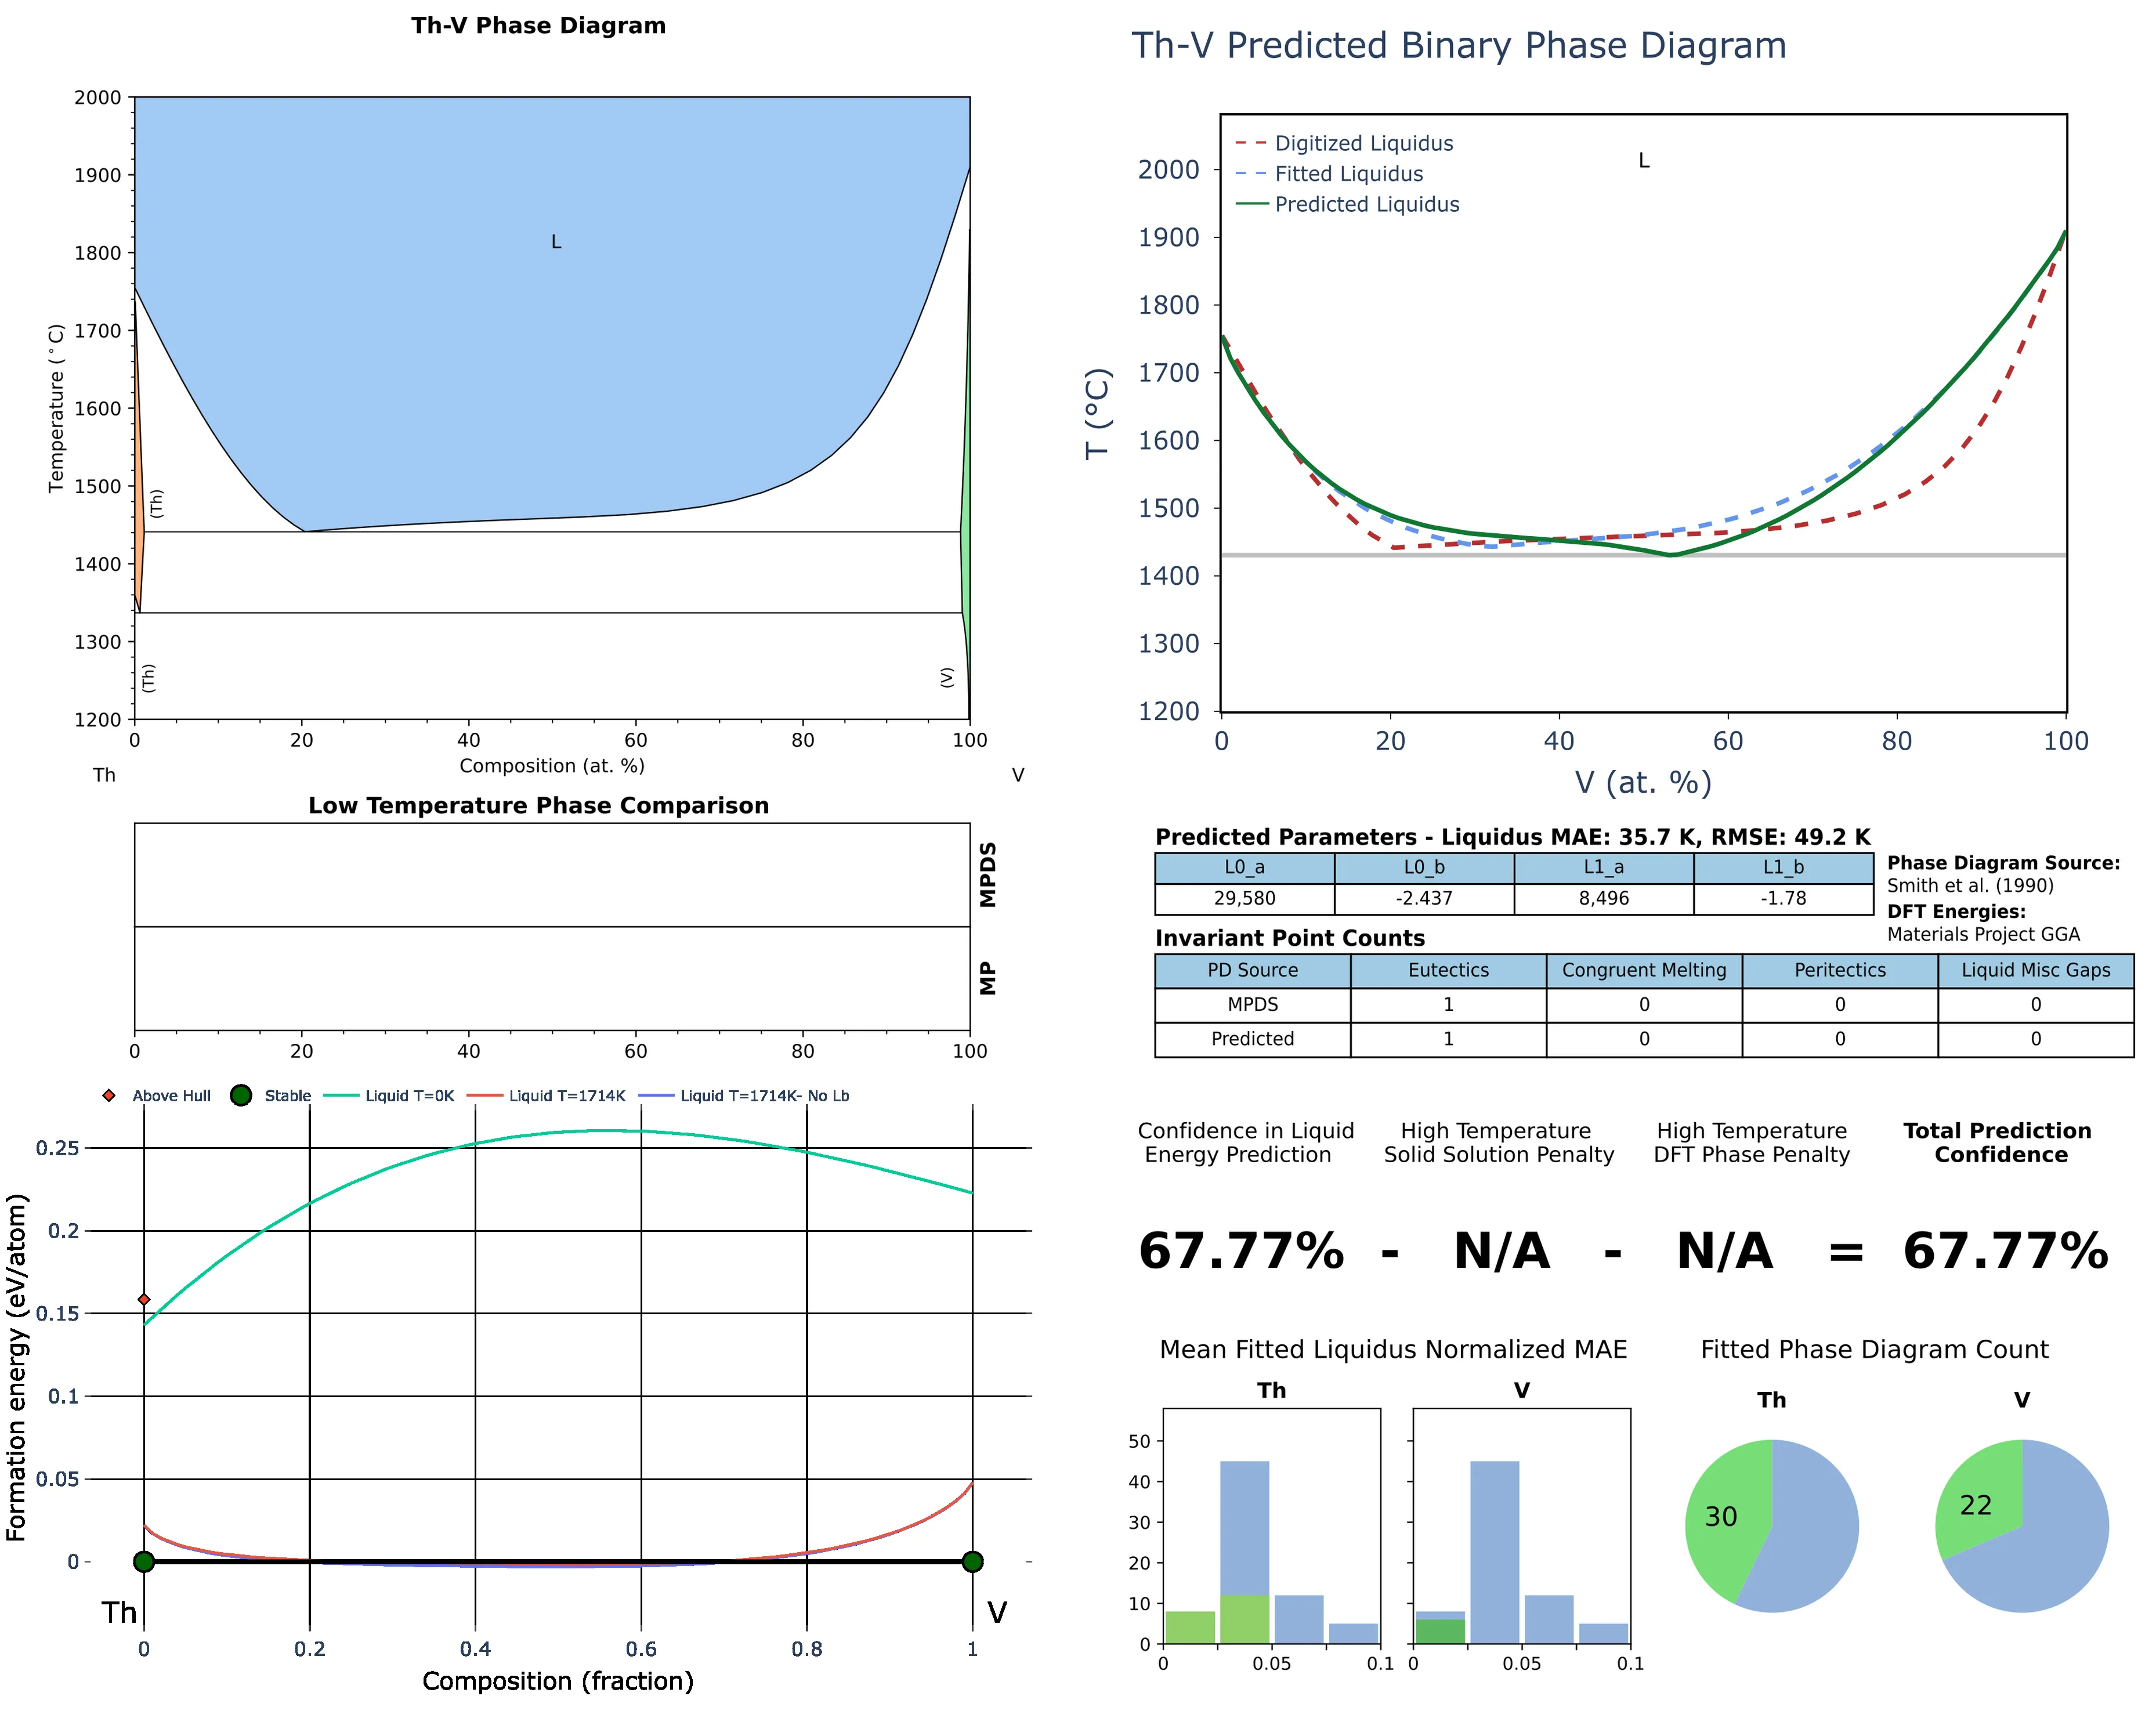 Th-V Phase Diagram
2000
1900
1800
1700
1600
1500
1400
1300
1200
Temperature (°C)
L
(Th)
(Th)
(V)
0 20 40 60 80 100
Composition (at. %)
Th V
Low Temperature Phase Comparison
MPDS
MP
0 20 40 60 80 100
Above Hull Stable Liquid T=0K Liquid T=1714K Liquid T=1714K- No Lb
0.25
0.2
0.15
0.1
0.05
0
Formation energy (eV/atom)
Th V
0 0.2 0.4 0.6 0.8 1
Composition (fraction)
Th-V Predicted Binary Phase Diagram
Digitized Liquidus
Fitted Liquidus
Predicted Liquidus
L
2000
1900
1800
1700
1600
1500
1400
1300
1200
T (°C)
0 20 40 60 80 100
V (at. %)
Predicted Parameters - Liquidus MAE: 35.7 K, RMSE: 49.2 K
L0_a L0_b L1_a L1_b
29,580 -2.437 8,496 -1.78
Phase Diagram Source:
Smith et al. (1990)
DFT Energies:
Materials Project GGA
Invariant Point Counts
PD Source Eutectics Congruent Melting Peritectics Liquid Misc Gaps
MPDS 1 0 0 0
Predicted 1 0 0 0
Confidence in Liquid
Energy Prediction
High Temperature
Solid Solution Penalty
High Temperature
DFT Phase Penalty
Total Prediction
Confidence
67.77% - N/A - N/A = 67.77%
Mean Fitted Liquidus Normalized MAE
Th V
50
40
30
20
10
0
0 0.05 0.1
0 0.05 0.1
Fitted Phase Diagram Count
Th V
30
22